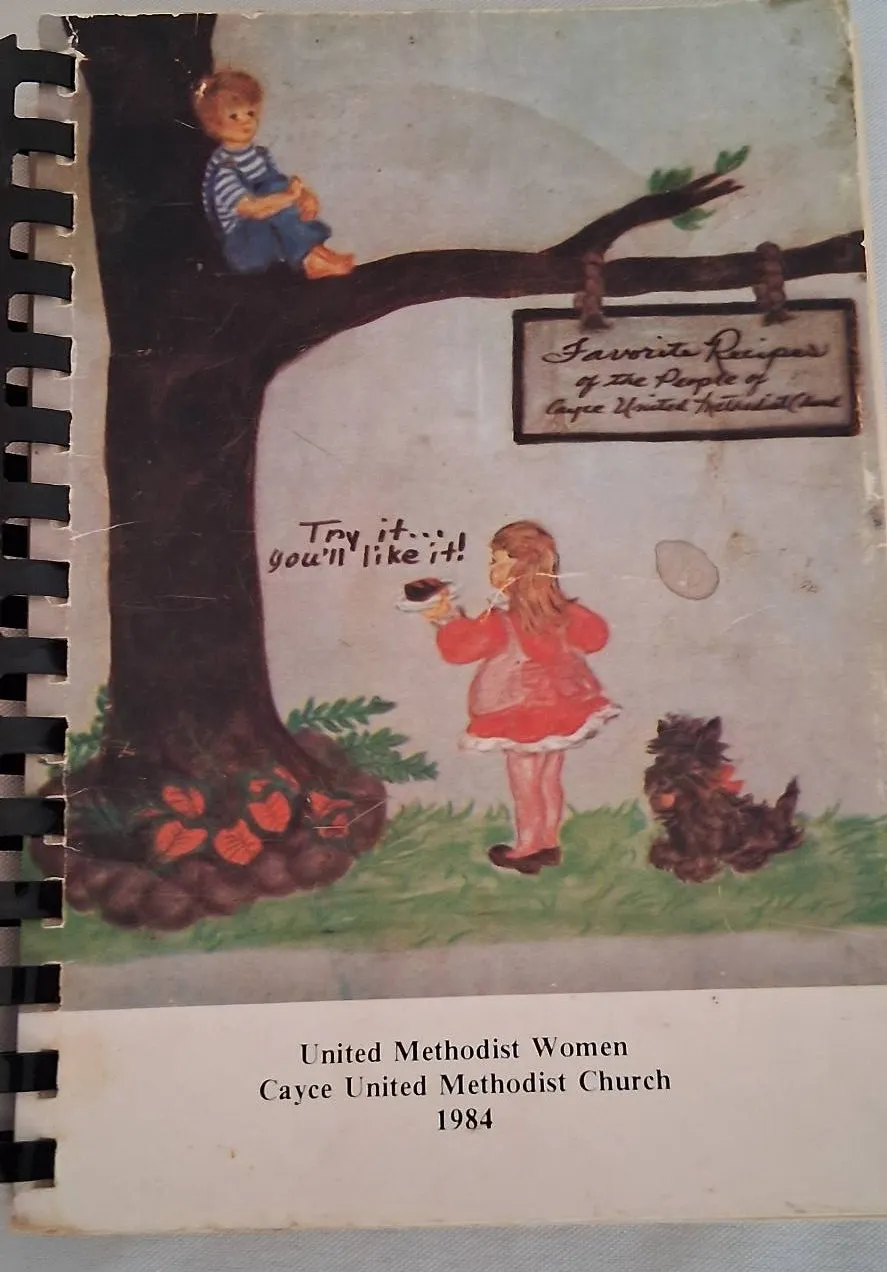 Favorite Recipes
of the People of
Cayce United Methodist Church
Try it...
you'll like it!
United Methodist Women
Cayce United Methodist Church
1984